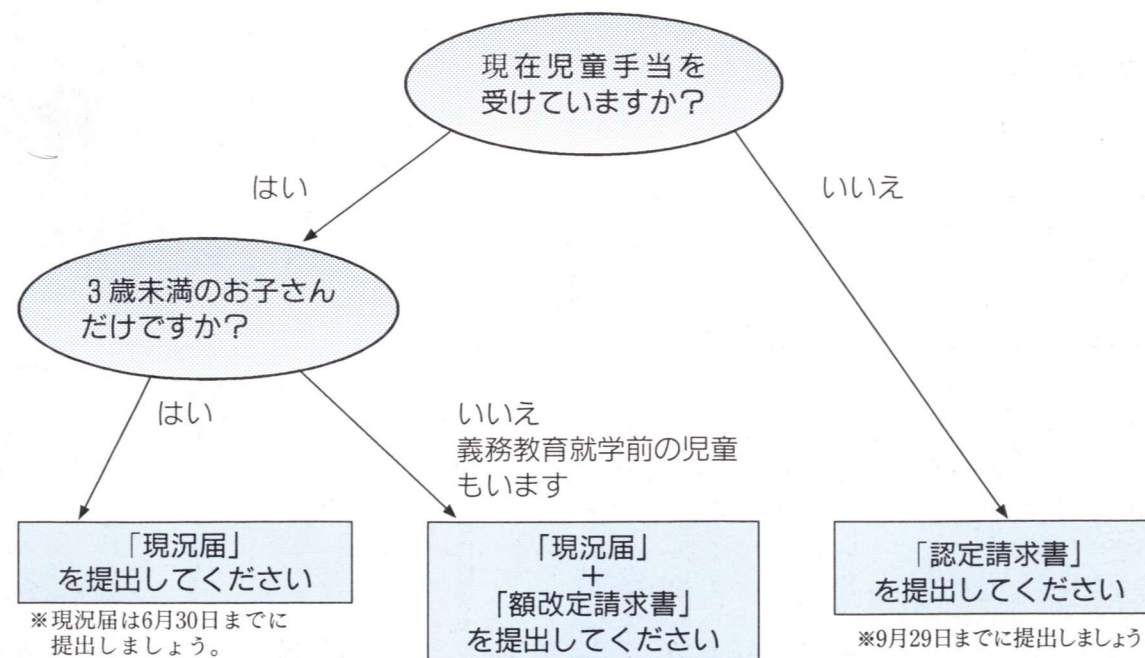 現在児童手当を
受けていますか？
はい
いいえ
3歳未満のお子さん
だけですか？
はい
いいえ
義務教育就学前の児童
もいます
「現況届」
を提出してください
※現況届は6月30日までに
提出しましょう。
「現況届」
＋
「額改定請求書」
を提出してください
「認定請求書」
を提出してください
※9月29日までに提出しましょう